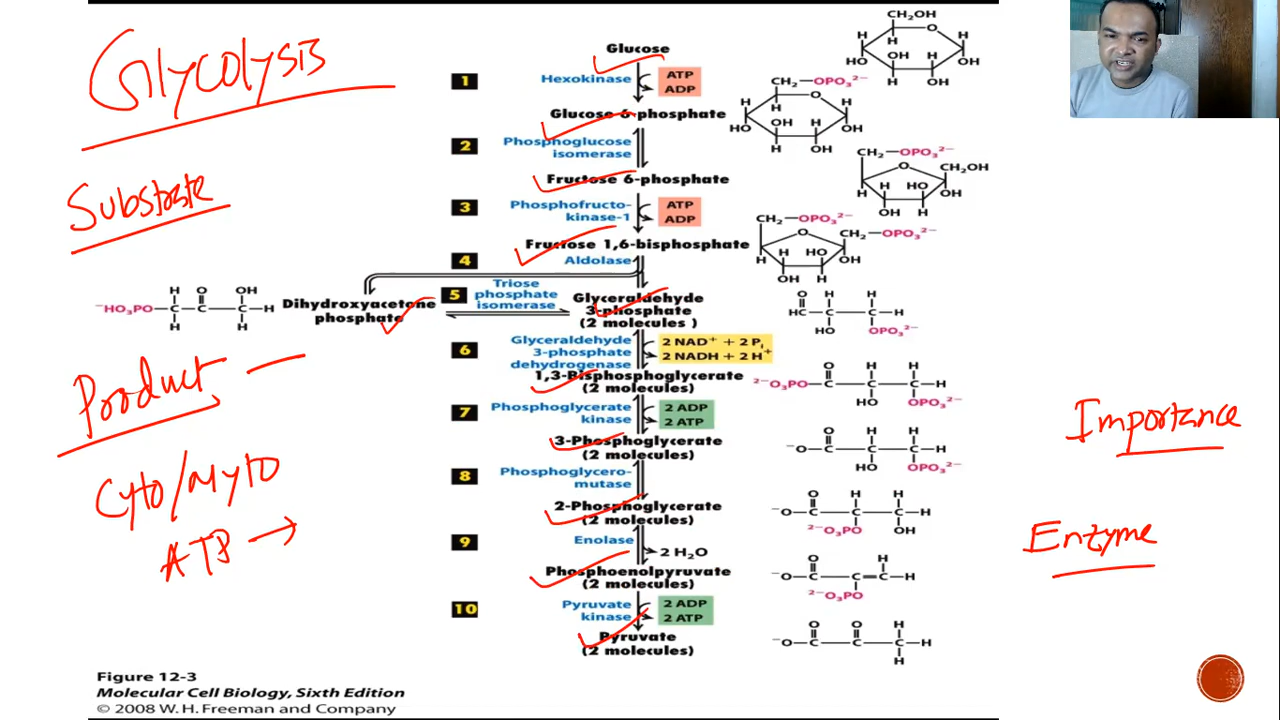 Glycolysis
Substrate
Product
Cyto/Myto
ATP →
Importance
Enzyme
Glucose
1 Hexokinase ATP
ADP
Glucose 6-phosphate
2 Phosphoglucose
isomerase
Fructose 6-phosphate
3 Phosphofructo-
kinase-1
ATP
ADP
Fructose 1,6-bisphosphate
4 Aldolase
Dihydroxyacetone
phosphate
5 Triose
phosphate
isomerase
Glyceraldehyde
3-phosphate
(2 molecules )
6 Glyceraldehyde
3-phosphate
dehydrogenase
2 NAD⁺ + 2 Pᵢ
2 NADH + 2 H⁺
1,3-Bisphosphoglycerate
(2 molecules)
7 Phosphoglycerate
kinase
2 ADP
2 ATP
3-Phosphoglycerate
(2 molecules)
8 Phosphoglycero-
mutase
2-Phosphoglycerate
(2 molecules)
9 Enolase 2 H₂O
Phosphoenolpyruvate
(2 molecules)
10 Pyruvate
kinase
2 ADP
2 ATP
Pyruvate
(2 molecules)
Figure 12-3
Molecular Cell Biology, Sixth Edition
© 2008 W. H. Freeman and Company